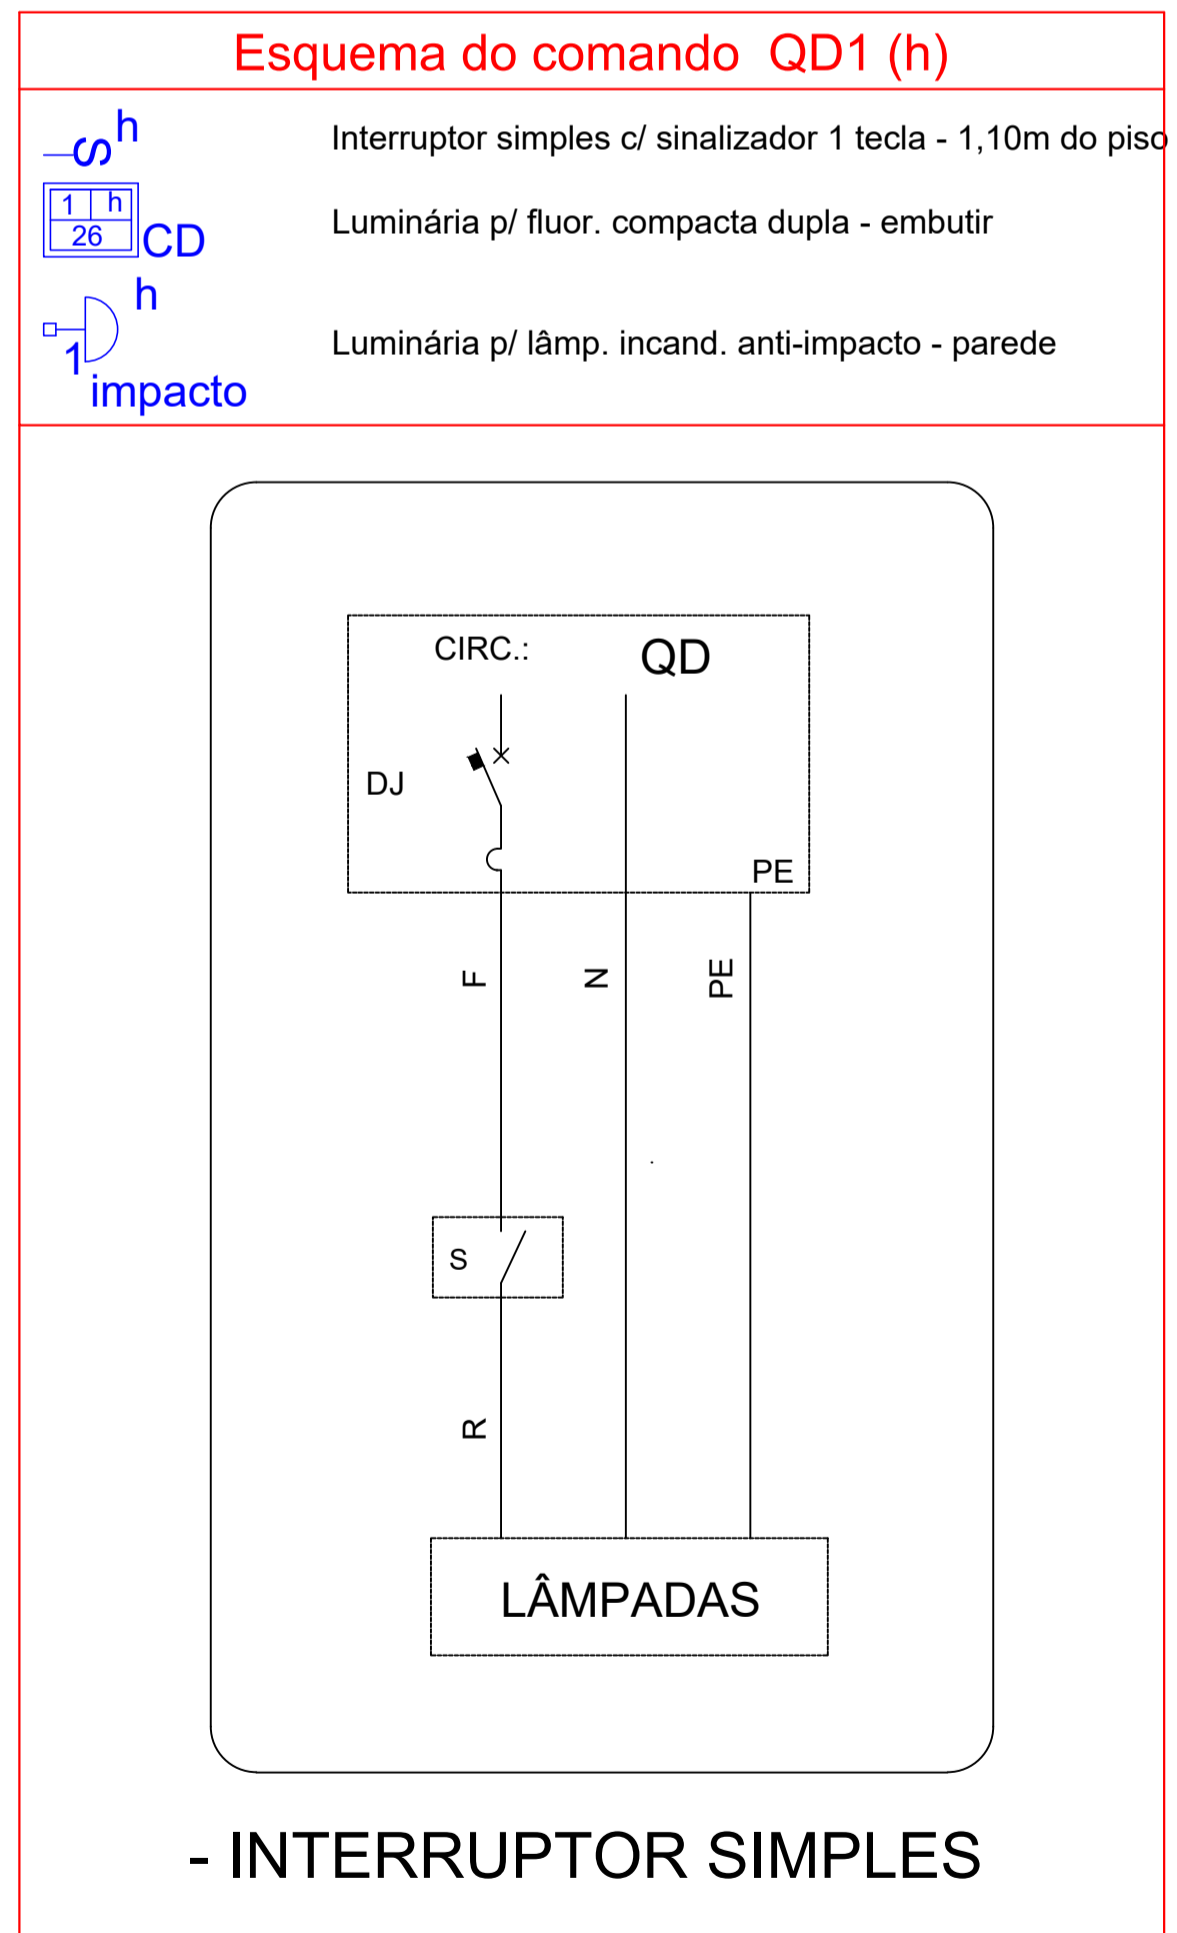 Esquema do comando QD1 (h)
S h
Interruptor simples c/ sinalizador 1 tecla - 1,10m do piso
1 h
26
CD
Luminária p/ fluor. compacta dupla - embutir
h
1
impacto
Luminária p/ lâmp. incand. anti-impacto - parede
CIRC.: QD
DJ
PE
F N PE
S
R
LÂMPADAS
- INTERRUPTOR SIMPLES